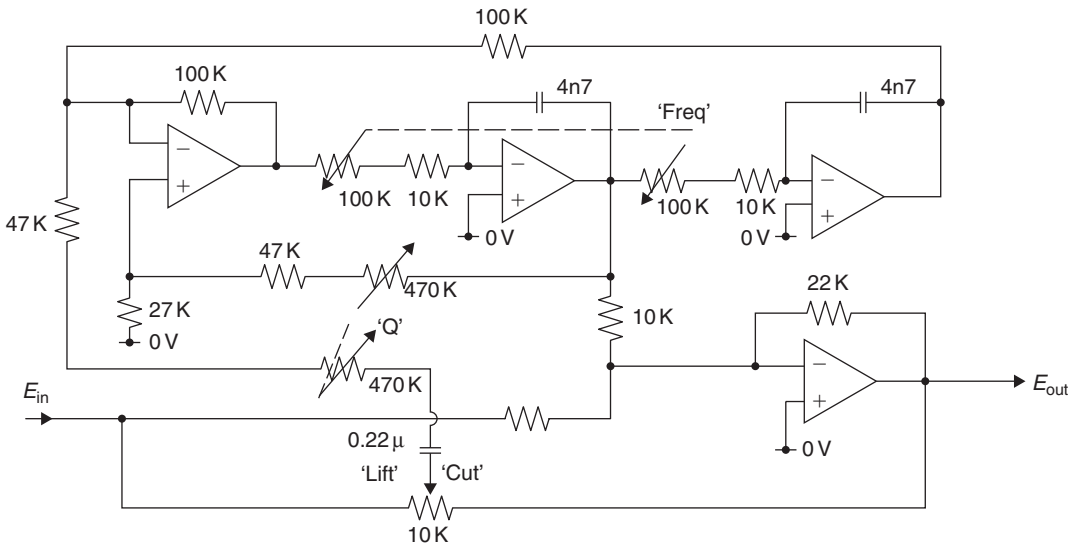 100 K
100 K
4n7
4n7
'Freq'
100 K
10 K
100 K
10 K
0 V
0 V
47 K
47 K
470 K
27 K
0 V
10 K
22 K
'Q'
470 K
E_in
E_out
0.22 µ
0 V
'Lift' 'Cut'
10 K